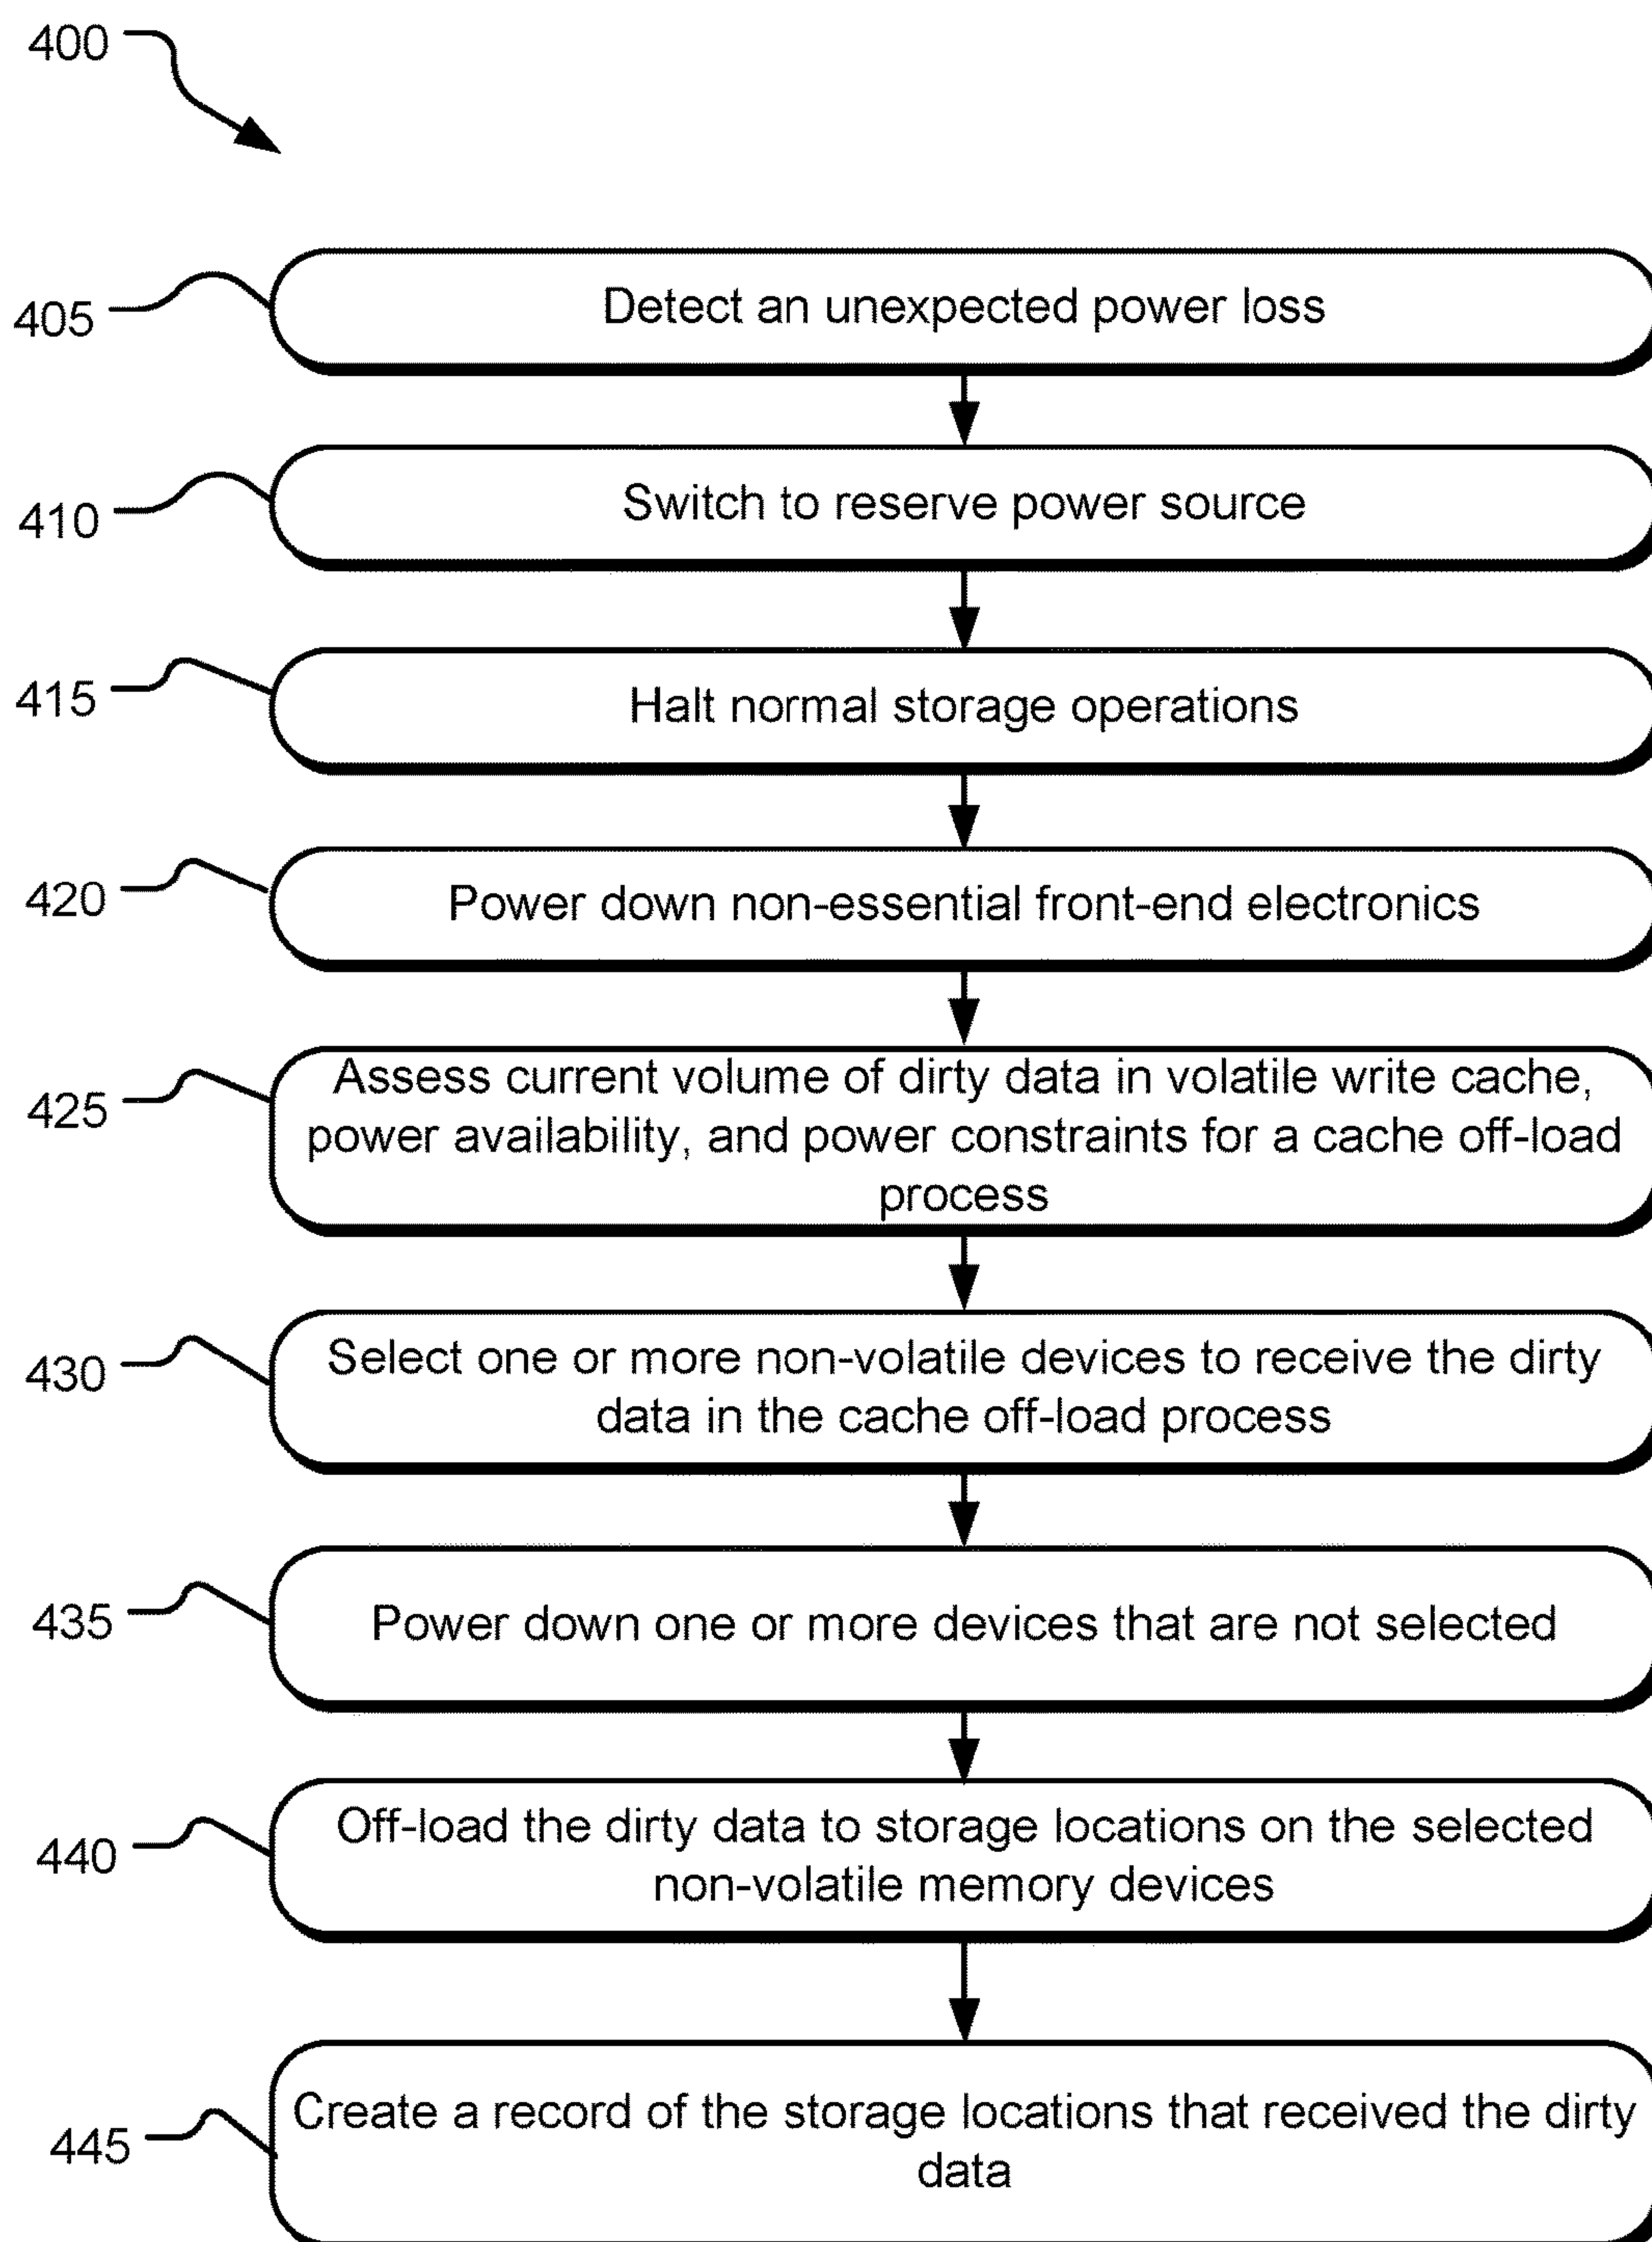 400
405
Detect an unexpected power loss
410
Switch to reserve power source
415
Halt normal storage operations
420
Power down non-essential front-end electronics
425
Assess current volume of dirty data in volatile write cache,
power availability, and power constraints for a cache off-load
process
430
Select one or more non-volatile devices to receive the dirty
data in the cache off-load process
435
Power down one or more devices that are not selected
440
Off-load the dirty data to storage locations on the selected
non-volatile memory devices
445
Create a record of the storage locations that received the dirty
data